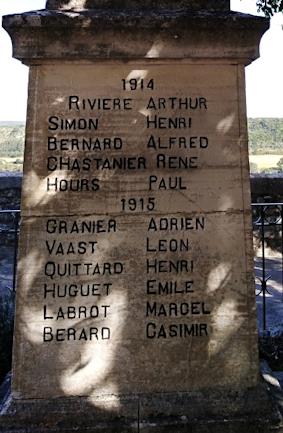 1914
RIVIERE ARTHUR
SIMON HENRI
BERNARD ALFRED
CHASTANIER RENE
HOURS PAUL
1915
GRANIER ADRIEN
VAAST LEON
QUITTARD HENRI
HUGUET EMILE
LABROT MARCEL
BERARD CASIMIR